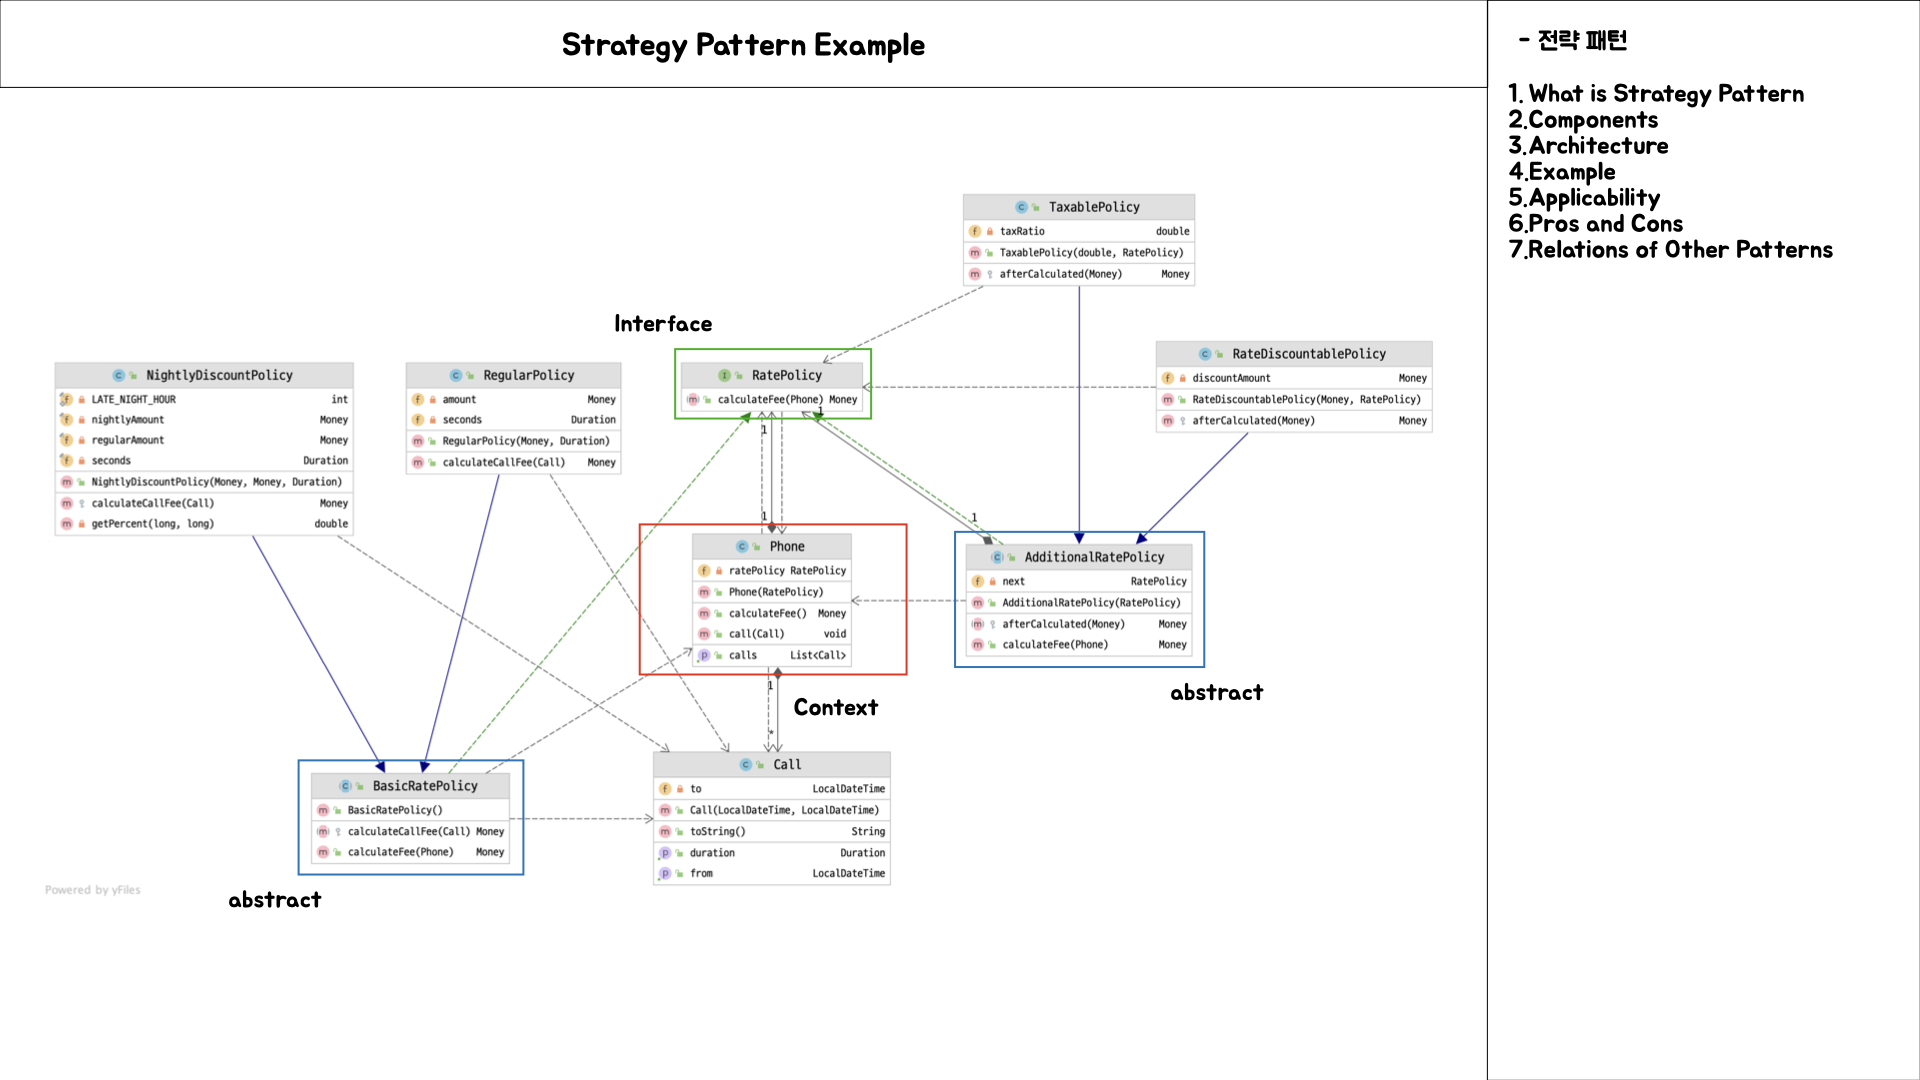 Strategy Pattern Example
- 전략 패턴
1. What is Strategy Pattern
2.Components
3.Architecture
4.Example
5.Applicability
6.Pros and Cons
7.Relations of Other Patterns
TaxablePolicy
taxRatio double
TaxablePolicy(double, RatePolicy)
afterCalculated(Money) Money
Interface
RatePolicy
calculateFee(Phone) Money
RateDiscountablePolicy
discountAmount Money
RateDiscountablePolicy(Money, RatePolicy)
afterCalculated(Money) Money
NightlyDiscountPolicy
LATE_NIGHT_HOUR int
nightlyAmount Money
regularAmount Money
seconds Duration
NightlyDiscountPolicy(Money, Money, Duration)
calculateCallFee(Call) Money
getPercent(long, long) double
RegularPolicy
amount Money
seconds Duration
RegularPolicy(Money, Duration)
calculateCallFee(Call) Money
1
1
1
1
Phone
ratePolicy RatePolicy
Phone(RatePolicy)
calculateFee() Money
call(Call) void
calls List<Call>
AdditionalRatePolicy
next RatePolicy
AdditionalRatePolicy(RatePolicy)
afterCalculated(Money) Money
calculateFee(Phone) Money
abstract
1
Context
*
Call
to LocalDateTime
Call(LocalDateTime, LocalDateTime)
toString() String
duration Duration
from LocalDateTime
BasicRatePolicy
BasicRatePolicy()
calculateCallFee(Call) Money
calculateFee(Phone) Money
abstract
Powered by yFiles